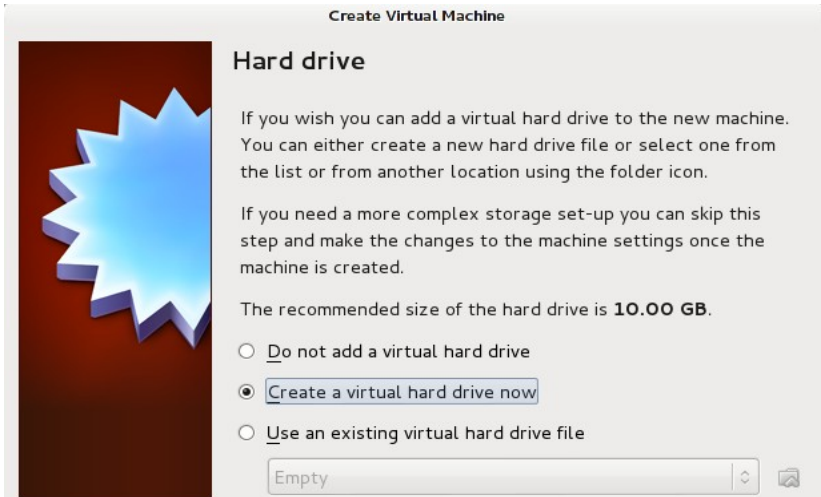 Create Virtual Machine
Hard drive
If you wish you can add a virtual hard drive to the new machine.
You can either create a new hard drive file or select one from
the list or from another location using the folder icon.
If you need a more complex storage set-up you can skip this
step and make the changes to the machine settings once the
machine is created.
The recommended size of the hard drive is 10.00 GB.
Do not add a virtual hard drive
Create a virtual hard drive now
Use an existing virtual hard drive file
Empty